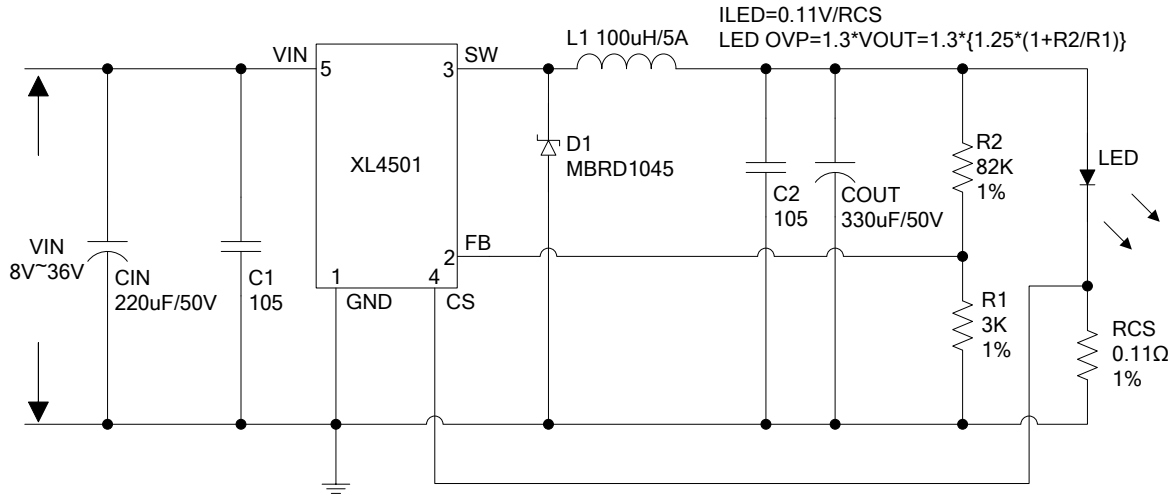 ILED=0.11V/RCS
LED OVP=1.3*VOUT=1.3*{1.25*(1+R2/R1)}
L1 100uH/5A
VIN
5
3
SW
XL4501
D1
MBRD1045
R2
82K
1%
LED
C2
105
COUT
330uF/50V
VIN
8V~36V
CIN
220uF/50V
C1
105
2
FB
1
GND
4
CS
R1
3K
1%
RCS
0.11Ω
1%